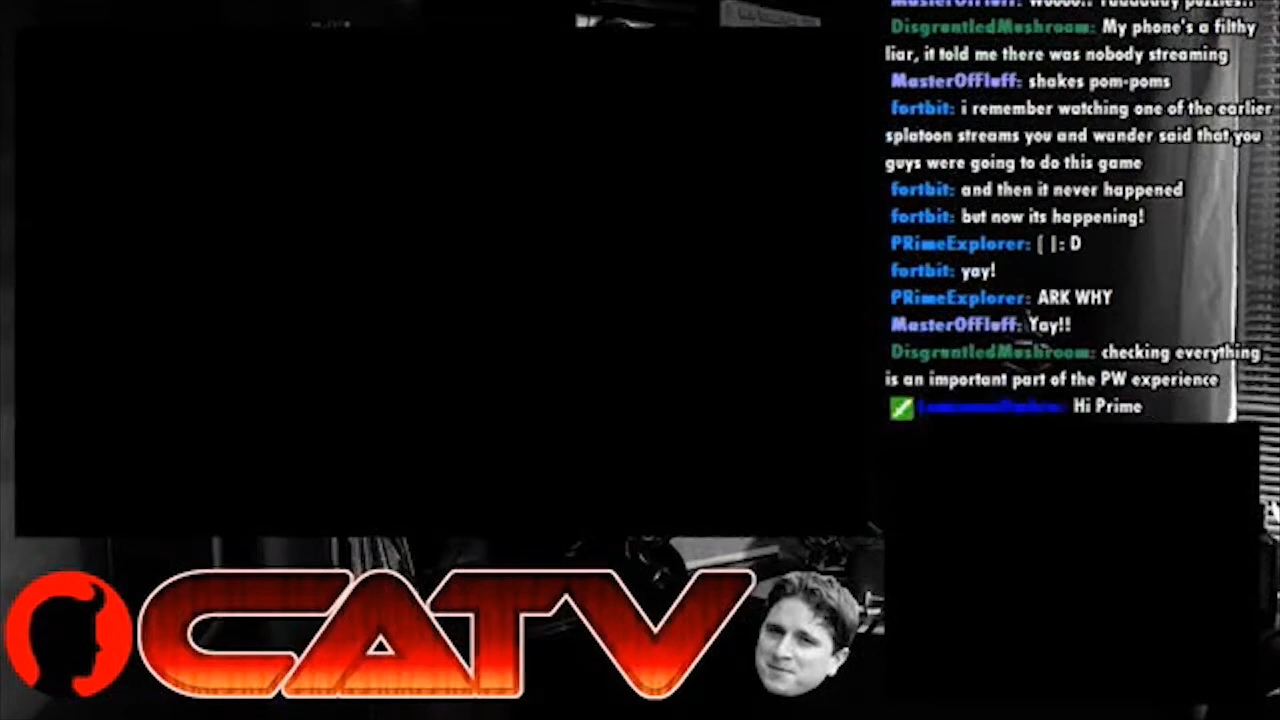 MasterOfFluff: Woooo!!
puzzles!!
DisgruntledMushroom: My phone's a filthy
liar, it told me there was nobody streaming
MasterOfFluff: shakes pom-poms
fortbit: i remember watching one of the earlier
splatoon streams you and wander said that you
guys were going to do this game
fortbit: and then it never happened
fortbit: but now its happening!
PRimeExplorer: [ ]: D
fortbit: yay!
PRimeExplorer: ARK WHY
MasterOfFluff: Yay!!
DisgruntledMushroom: checking everything
is an important part of the PW experience
Hi Prime
CATV